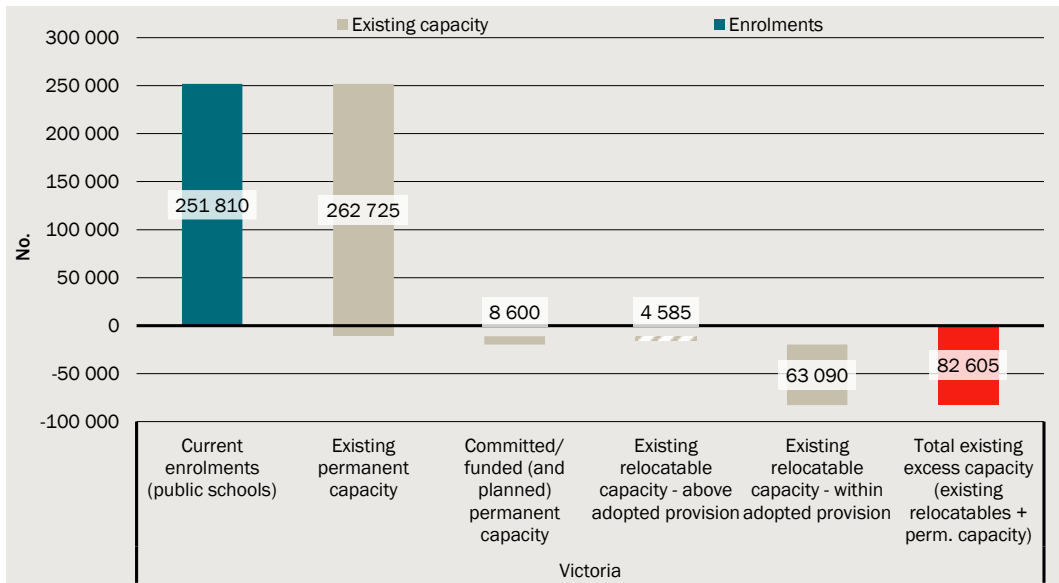 Existing capacity
Enrolments
No.
300 000
250 000
200 000
150 000
100 000
50 000
0
-50 000
-100 000
251 810
262 725
8 600
4 585
63 090
82 605
Current
enrolments
(public schools)
Existing
permanent
capacity
Committed/
funded (and
planned)
permanent
capacity
Existing
relocatable
capacity - above
adopted provision
Existing
relocatable
capacity - within
adopted provision
Total existing
excess capacity
(existing
relocatables +
perm. capacity)
Victoria